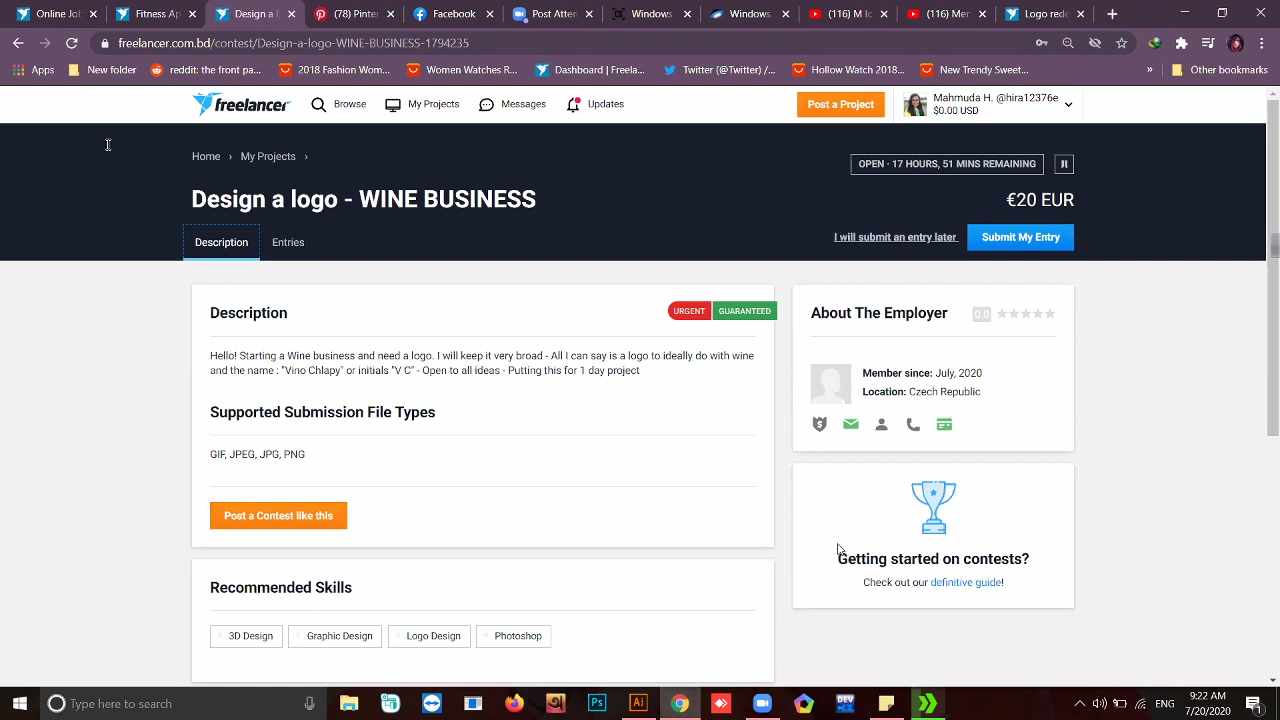 Online Job
Fitness Ap
Design a l
(78) Pinter
Facebook
Post Atten
Windows
Windows
(116) M Ic
(116) Mer
Logo rede
freelancer.com.bd/contest/Design-a-logo-WINE-BUSINESS-1794235
Apps
New folder
reddit: the front pa...
2018 Fashion Wom...
Women Watches R...
Dashboard | Freela...
Twitter (@Twitter) /...
Hollow Watch 2018...
New Trendy Sweet...
»
Other bookmarks
freelancer
Browse
My Projects
Messages
Updates
Post a Project
Mahmuda H. @hira12376e
$0.00 USD
Home › My Projects ›
OPEN - 17 HOURS, 51 MINS REMAINING
Design a logo - WINE BUSINESS
€20 EUR
Description
Entries
I will submit an entry later
Submit My Entry
Description
URGENT
GUARANTEED
Hello! Starting a Wine business and need a logo. I will keep it very broad - All I can say is a logo to ideally do with wine
and the name : "Vino Chlapy" or initials "V C" - Open to all ideas - Putting this for 1 day project
Supported Submission File Types
GIF, JPEG, JPG, PNG
Post a Contest like this
Recommended Skills
3D Design
Graphic Design
Logo Design
Photoshop
About The Employer
0.0
Member since: July, 2020
Location: Czech Republic
Getting started on contests?
Check out our definitive guide!
Type here to search
Ps
Ai
DEV
ENG
9:22 AM
7/20/2020